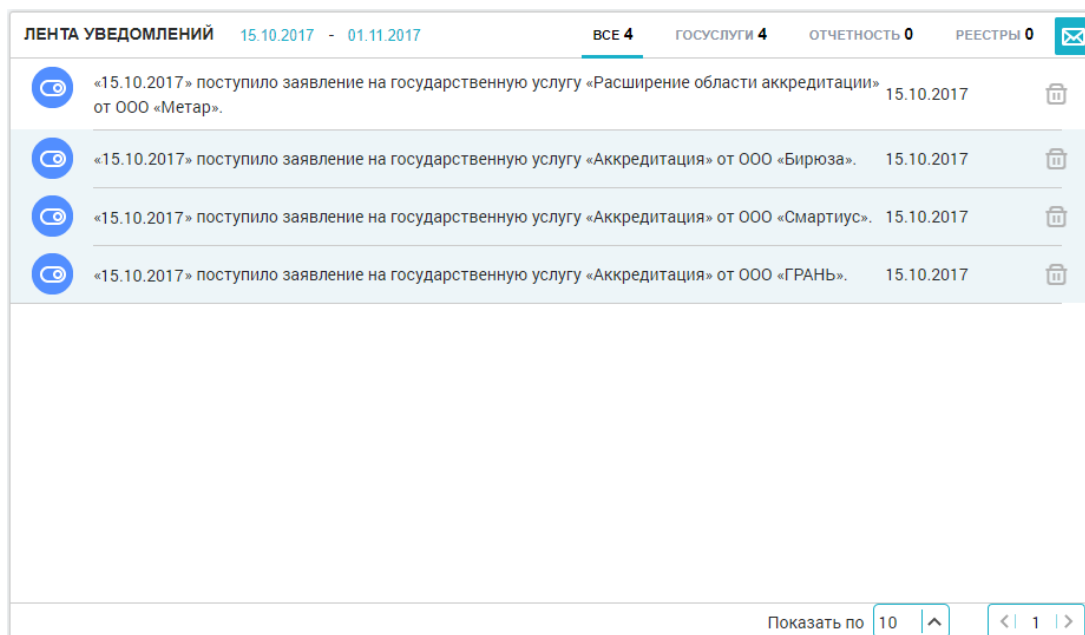 ЛЕНТА УВЕДОМЛЕНИЙ 15.10.2017 - 01.11.2017 ВСЕ 4 ГОСУСЛУГИ 4 ОТЧЕТНОСТЬ 0 РЕЕСТРЫ 0
«15.10.2017» поступило заявление на государственную услугу «Расширение области аккредитации»
от ООО «Метар». 15.10.2017
«15.10.2017» поступило заявление на государственную услугу «Аккредитация» от ООО «Бирюза». 15.10.2017
«15.10.2017» поступило заявление на государственную услугу «Аккредитация» от ООО «Смартиус». 15.10.2017
«15.10.2017» поступило заявление на государственную услугу «Аккредитация» от ООО «ГРАНЬ». 15.10.2017
Показать по 10 1